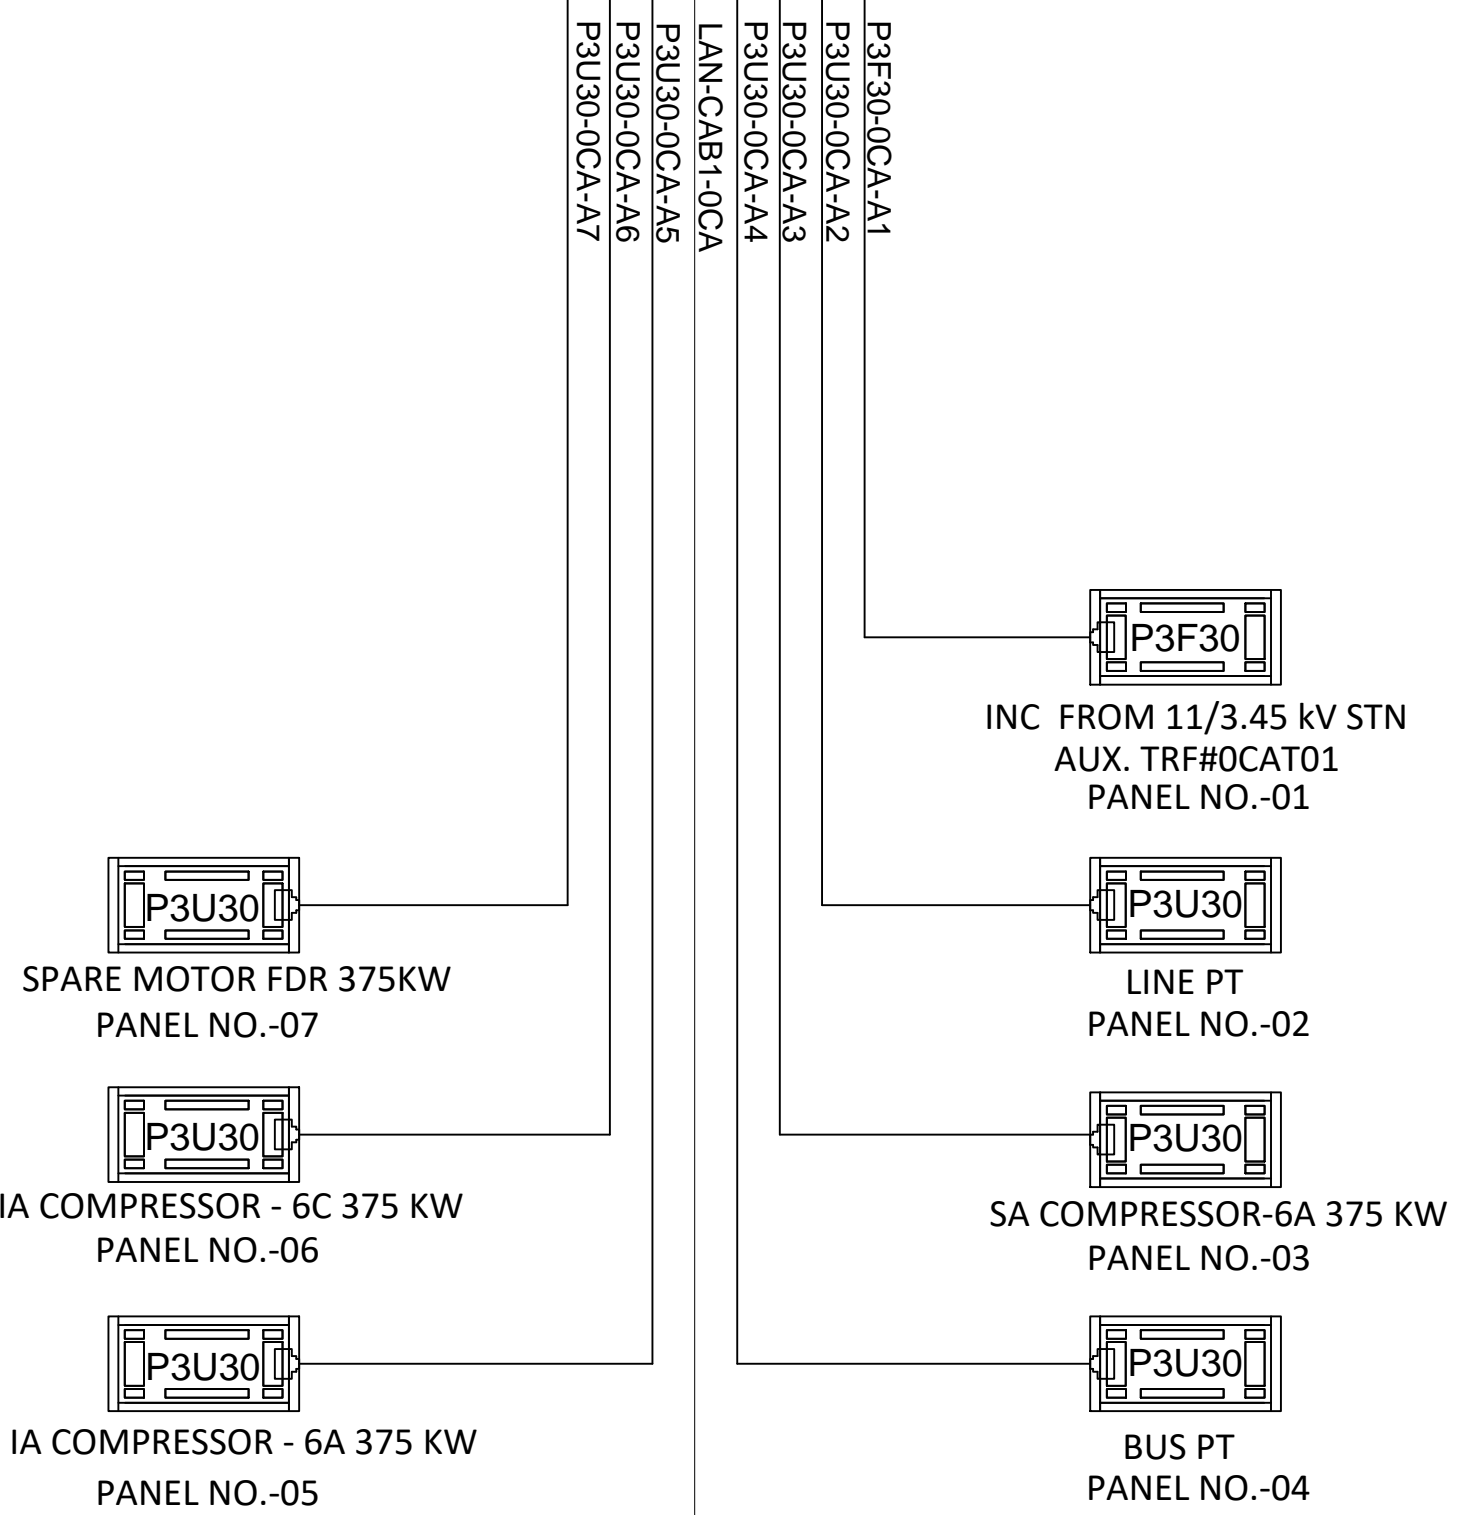 P3U30-0CA-A7
P3U30-0CA-A6
P3U30-0CA-A5
LAN-CAB1-0CA
P3U30-0CA-A4
P3U30-0CA-A3
P3U30-0CA-A2
P3F30-0CA-A1
P3F30
INC FROM 11/3.45 kV STN
AUX. TRF#0CAT01
PANEL NO.-01
P3U30
SPARE MOTOR FDR 375KW
PANEL NO.-07
P3U30
LINE PT
PANEL NO.-02
P3U30
IA COMPRESSOR - 6C 375 KW
PANEL NO.-06
P3U30
SA COMPRESSOR-6A 375 KW
PANEL NO.-03
P3U30
IA COMPRESSOR - 6A 375 KW
PANEL NO.-05
P3U30
BUS PT
PANEL NO.-04